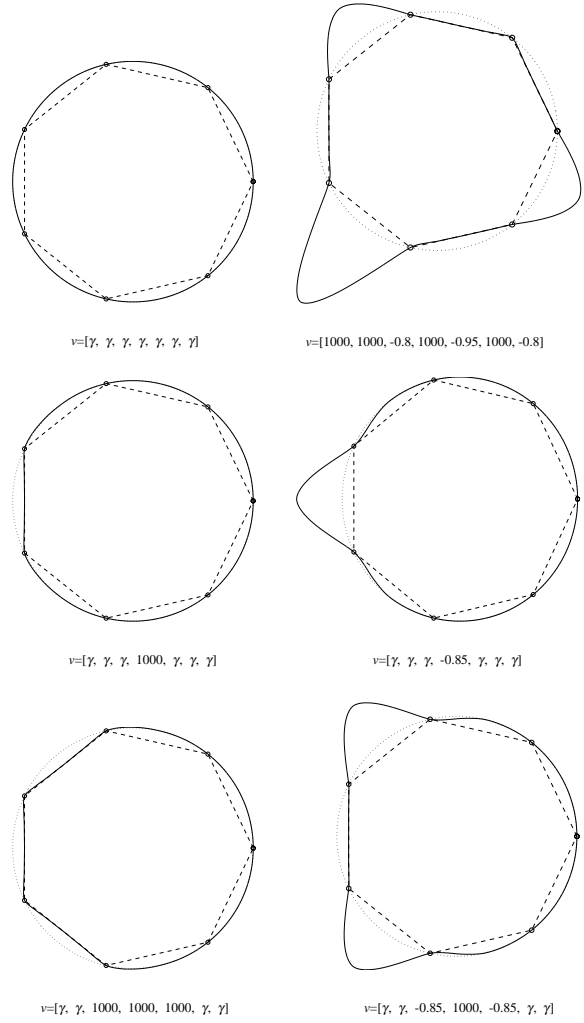 v=[γ, γ, γ, γ, γ, γ, γ]
v=[1000, 1000, -0.8, 1000, -0.95, 1000, -0.8]
v=[γ, γ, γ, 1000, γ, γ, γ]
v=[γ, γ, γ, -0.85, γ, γ, γ]
v=[γ, γ, 1000, 1000, 1000, γ, γ]
v=[γ, γ, -0.85, 1000, -0.85, γ, γ]